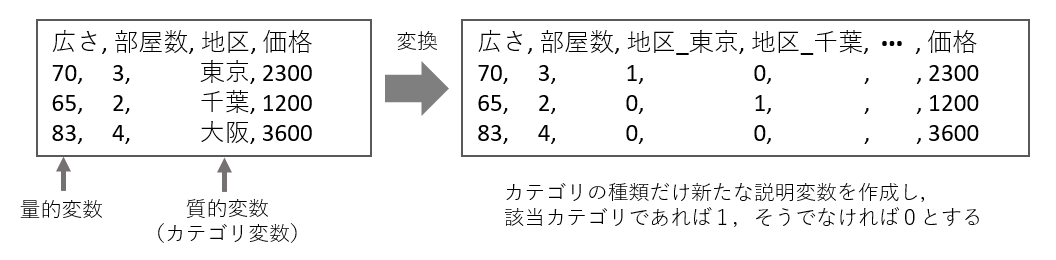 広さ, 部屋数, 地区, 価格
70, 3, 東京, 2300
65, 2, 千葉, 1200
83, 4, 大阪, 3600
量的変数
質的変数
（カテゴリ変数）
変換
広さ, 部屋数, 地区_東京, 地区_千葉, … , 価格
70, 3, 1, 0, , , 2300
65, 2, 0, 1, , , 1200
83, 4, 0, 0, , , 3600
カテゴリの種類だけ新たな説明変数を作成し，
該当カテゴリであれば１，そうでなければ０とする